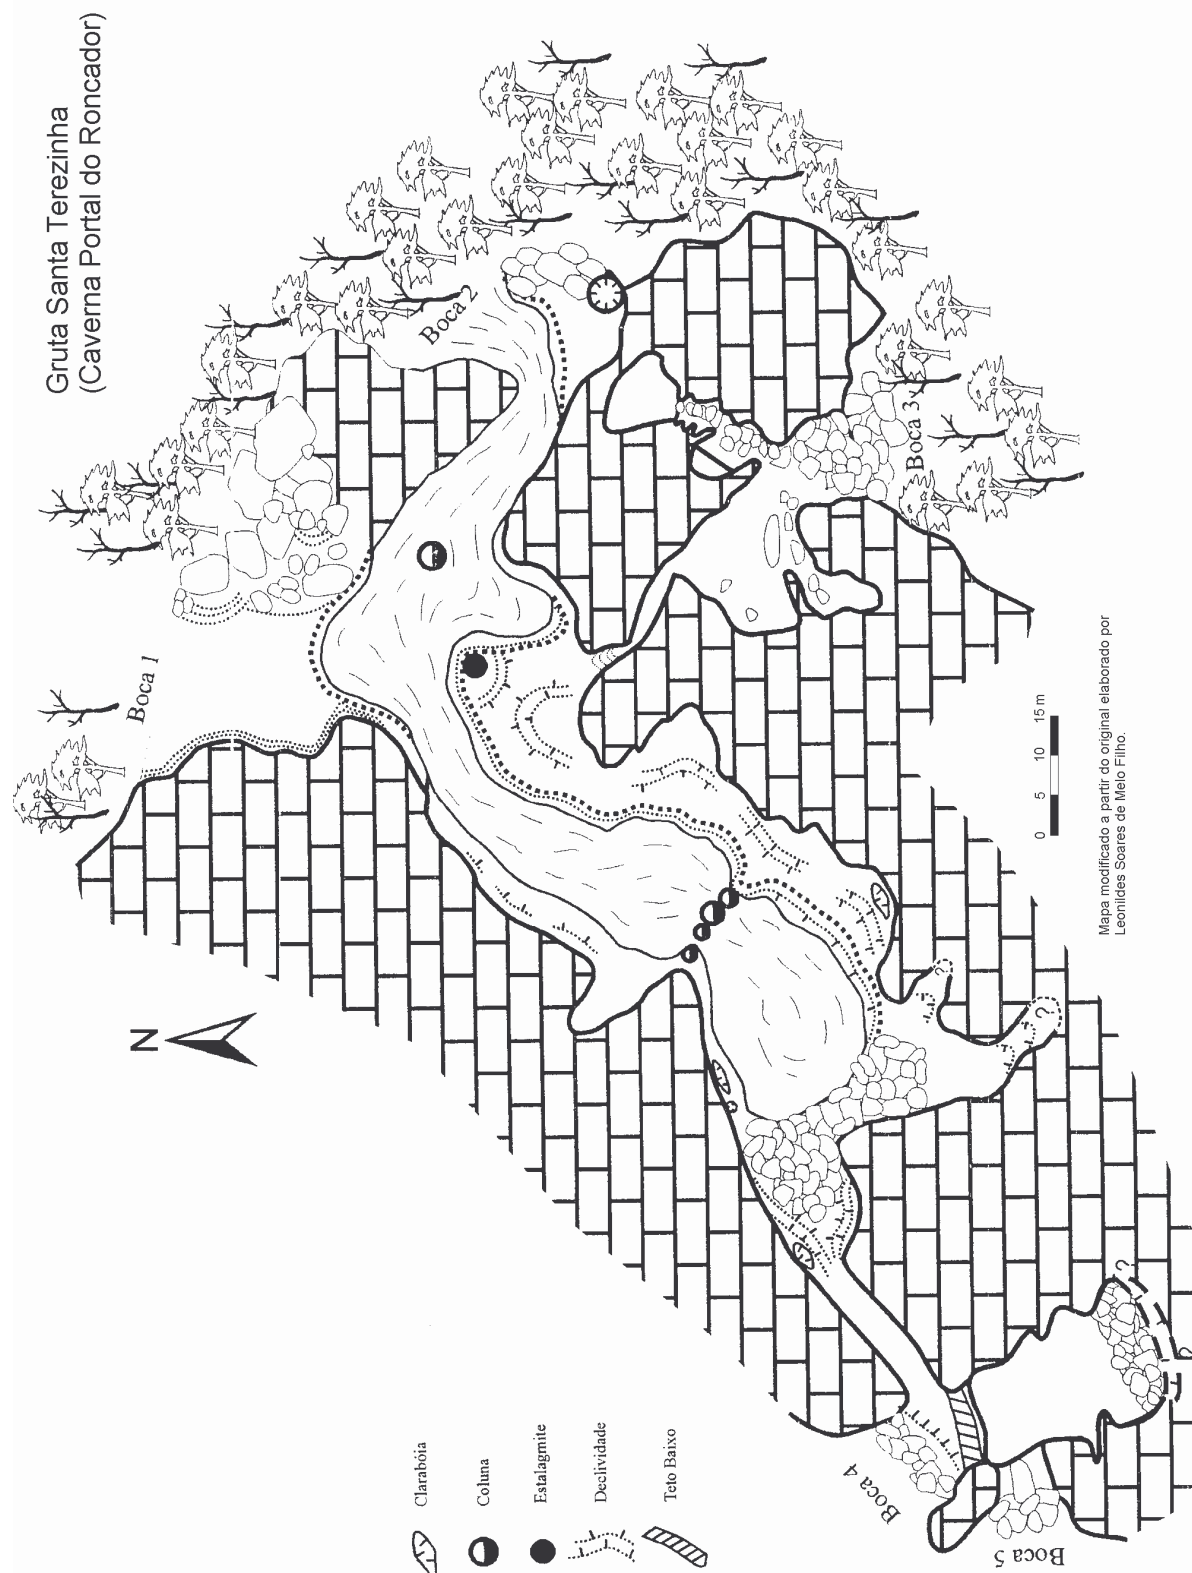 Gruta Santa Terezinha
(Caverna Portal do Roncador)
Boca 1
Boca 2
Boca 3
N
?
?
?
?
0 5 10 15 m
Mapa modificado a partir do original elaborado por
Leonildes Soares de Melo Filho.
Boca 4
Boca 5
Clarabóia
Coluna
Estalagmite
Declividade
Teto Baixo